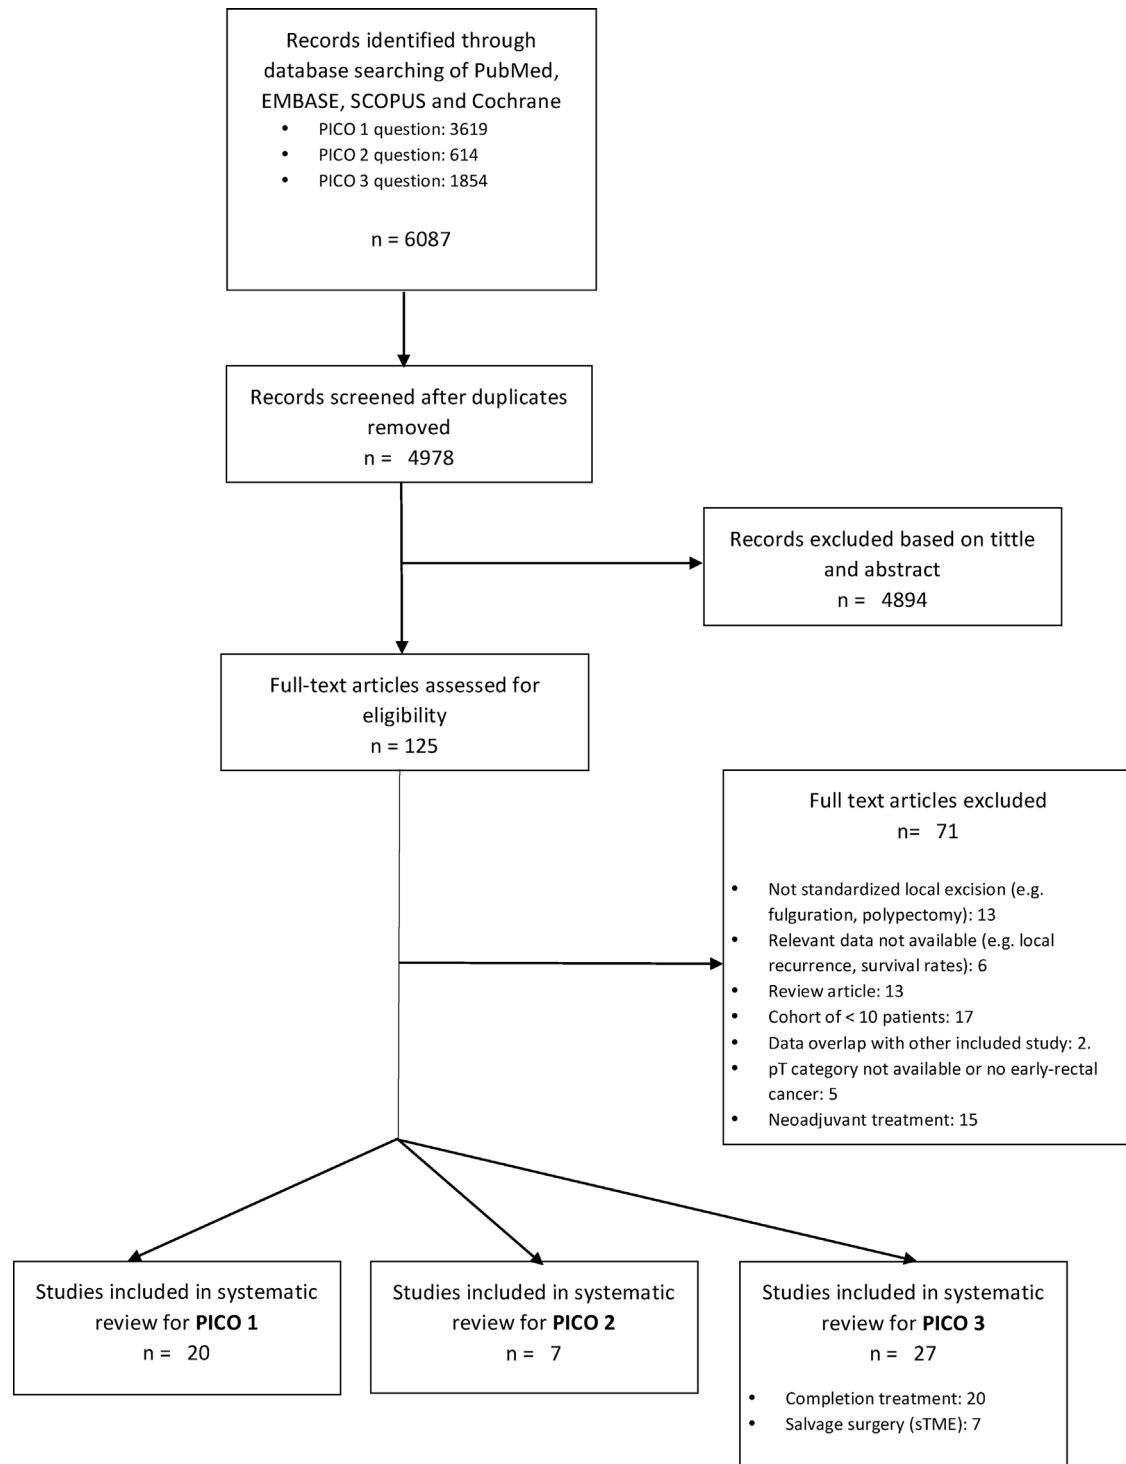 Records identified through
database searching of PubMed,
EMBASE, SCOPUS and Cochrane
• PICO 1 question: 3619
• PICO 2 question: 614
• PICO 3 question: 1854
n = 6087
Records screened after duplicates
removed
n = 4978
Records excluded based on tittle
and abstract
n = 4894
Full-text articles assessed for
eligibility
n = 125
Full text articles excluded
n= 71
• Not standardized local excision (e.g.
fulguration, polypectomy): 13
• Relevant data not available (e.g. local
recurrence, survival rates): 6
• Review article: 13
• Cohort of < 10 patients: 17
• Data overlap with other included study: 2.
• pT category not available or no early-rectal
cancer: 5
• Neoadjuvant treatment: 15
Studies included in systematic
review for PICO 1
n = 20
Studies included in systematic
review for PICO 2
n = 7
Studies included in systematic
review for PICO 3
n = 27
• Completion treatment: 20
• Salvage surgery (sTME): 7